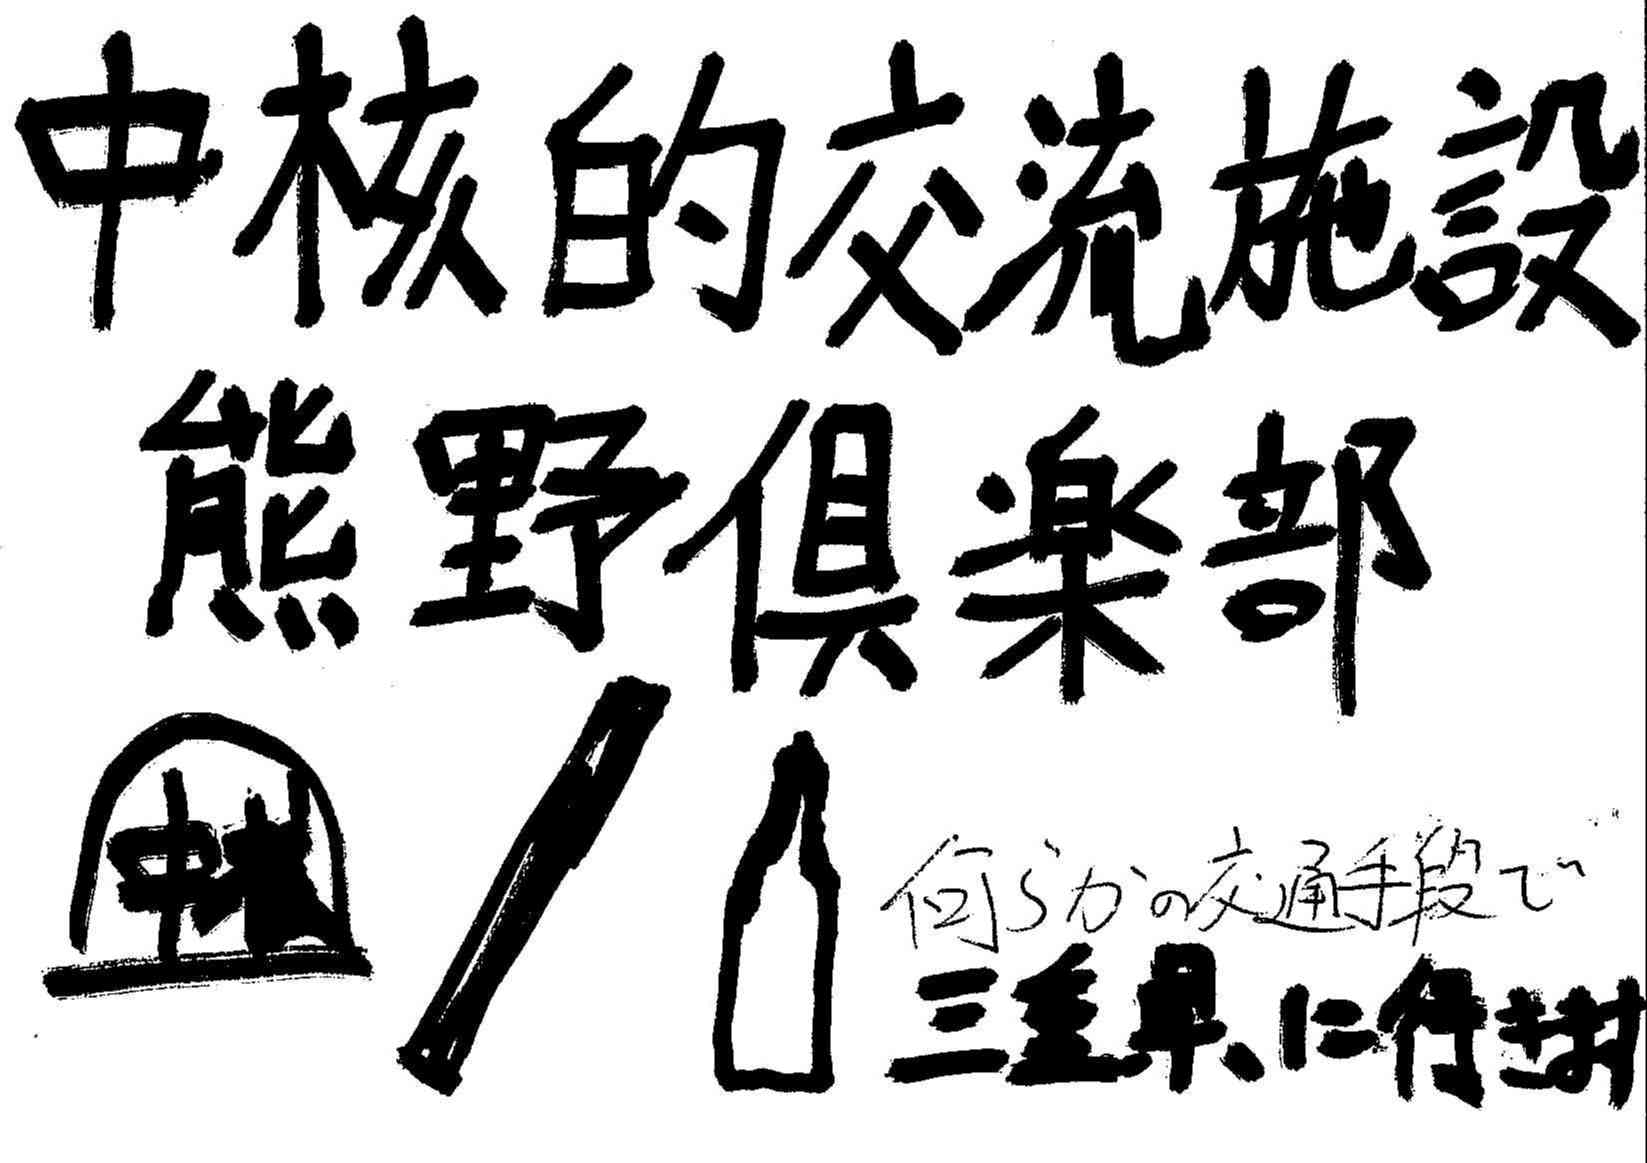 中核的交流施設
熊野倶楽部
中核
何らかの交通手段で
三重県に行きます